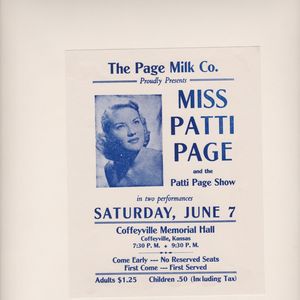 The Page Milk Co.
Proudly Presents
MISS
PATTI
PAGE
and the
Patti Page Show
in two performances
SATURDAY, JUNE 7
Coffeyville Memorial Hall
Coffeyville, Kansas
7:30 P. M. • 9:30 P. M.
Come Early --- No Reserved Seats
First Come --- First Served
Adults $1.25 Children .50 (Including Tax)